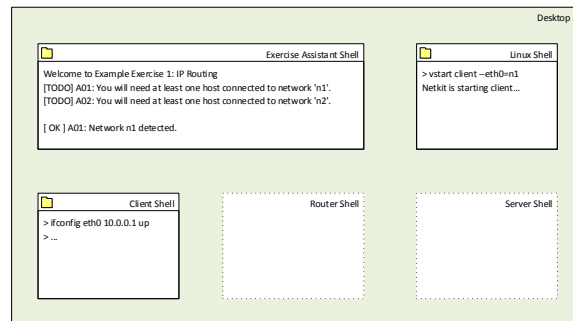 Desktop
Exercise Assistant Shell
Welcome to Example Exercise 1: IP Routing
[TODO] A01: You will need at least one host connected to network 'n1'.
[TODO] A02: You will need at least one host connected to network 'n2'.
[ OK ] A01: Network n1 detected.
Linux Shell
> vstart client --eth0=n1
Netkit is starting client...
Client Shell
> ifconfig eth0 10.0.0.1 up
> ...
Router Shell
Server Shell